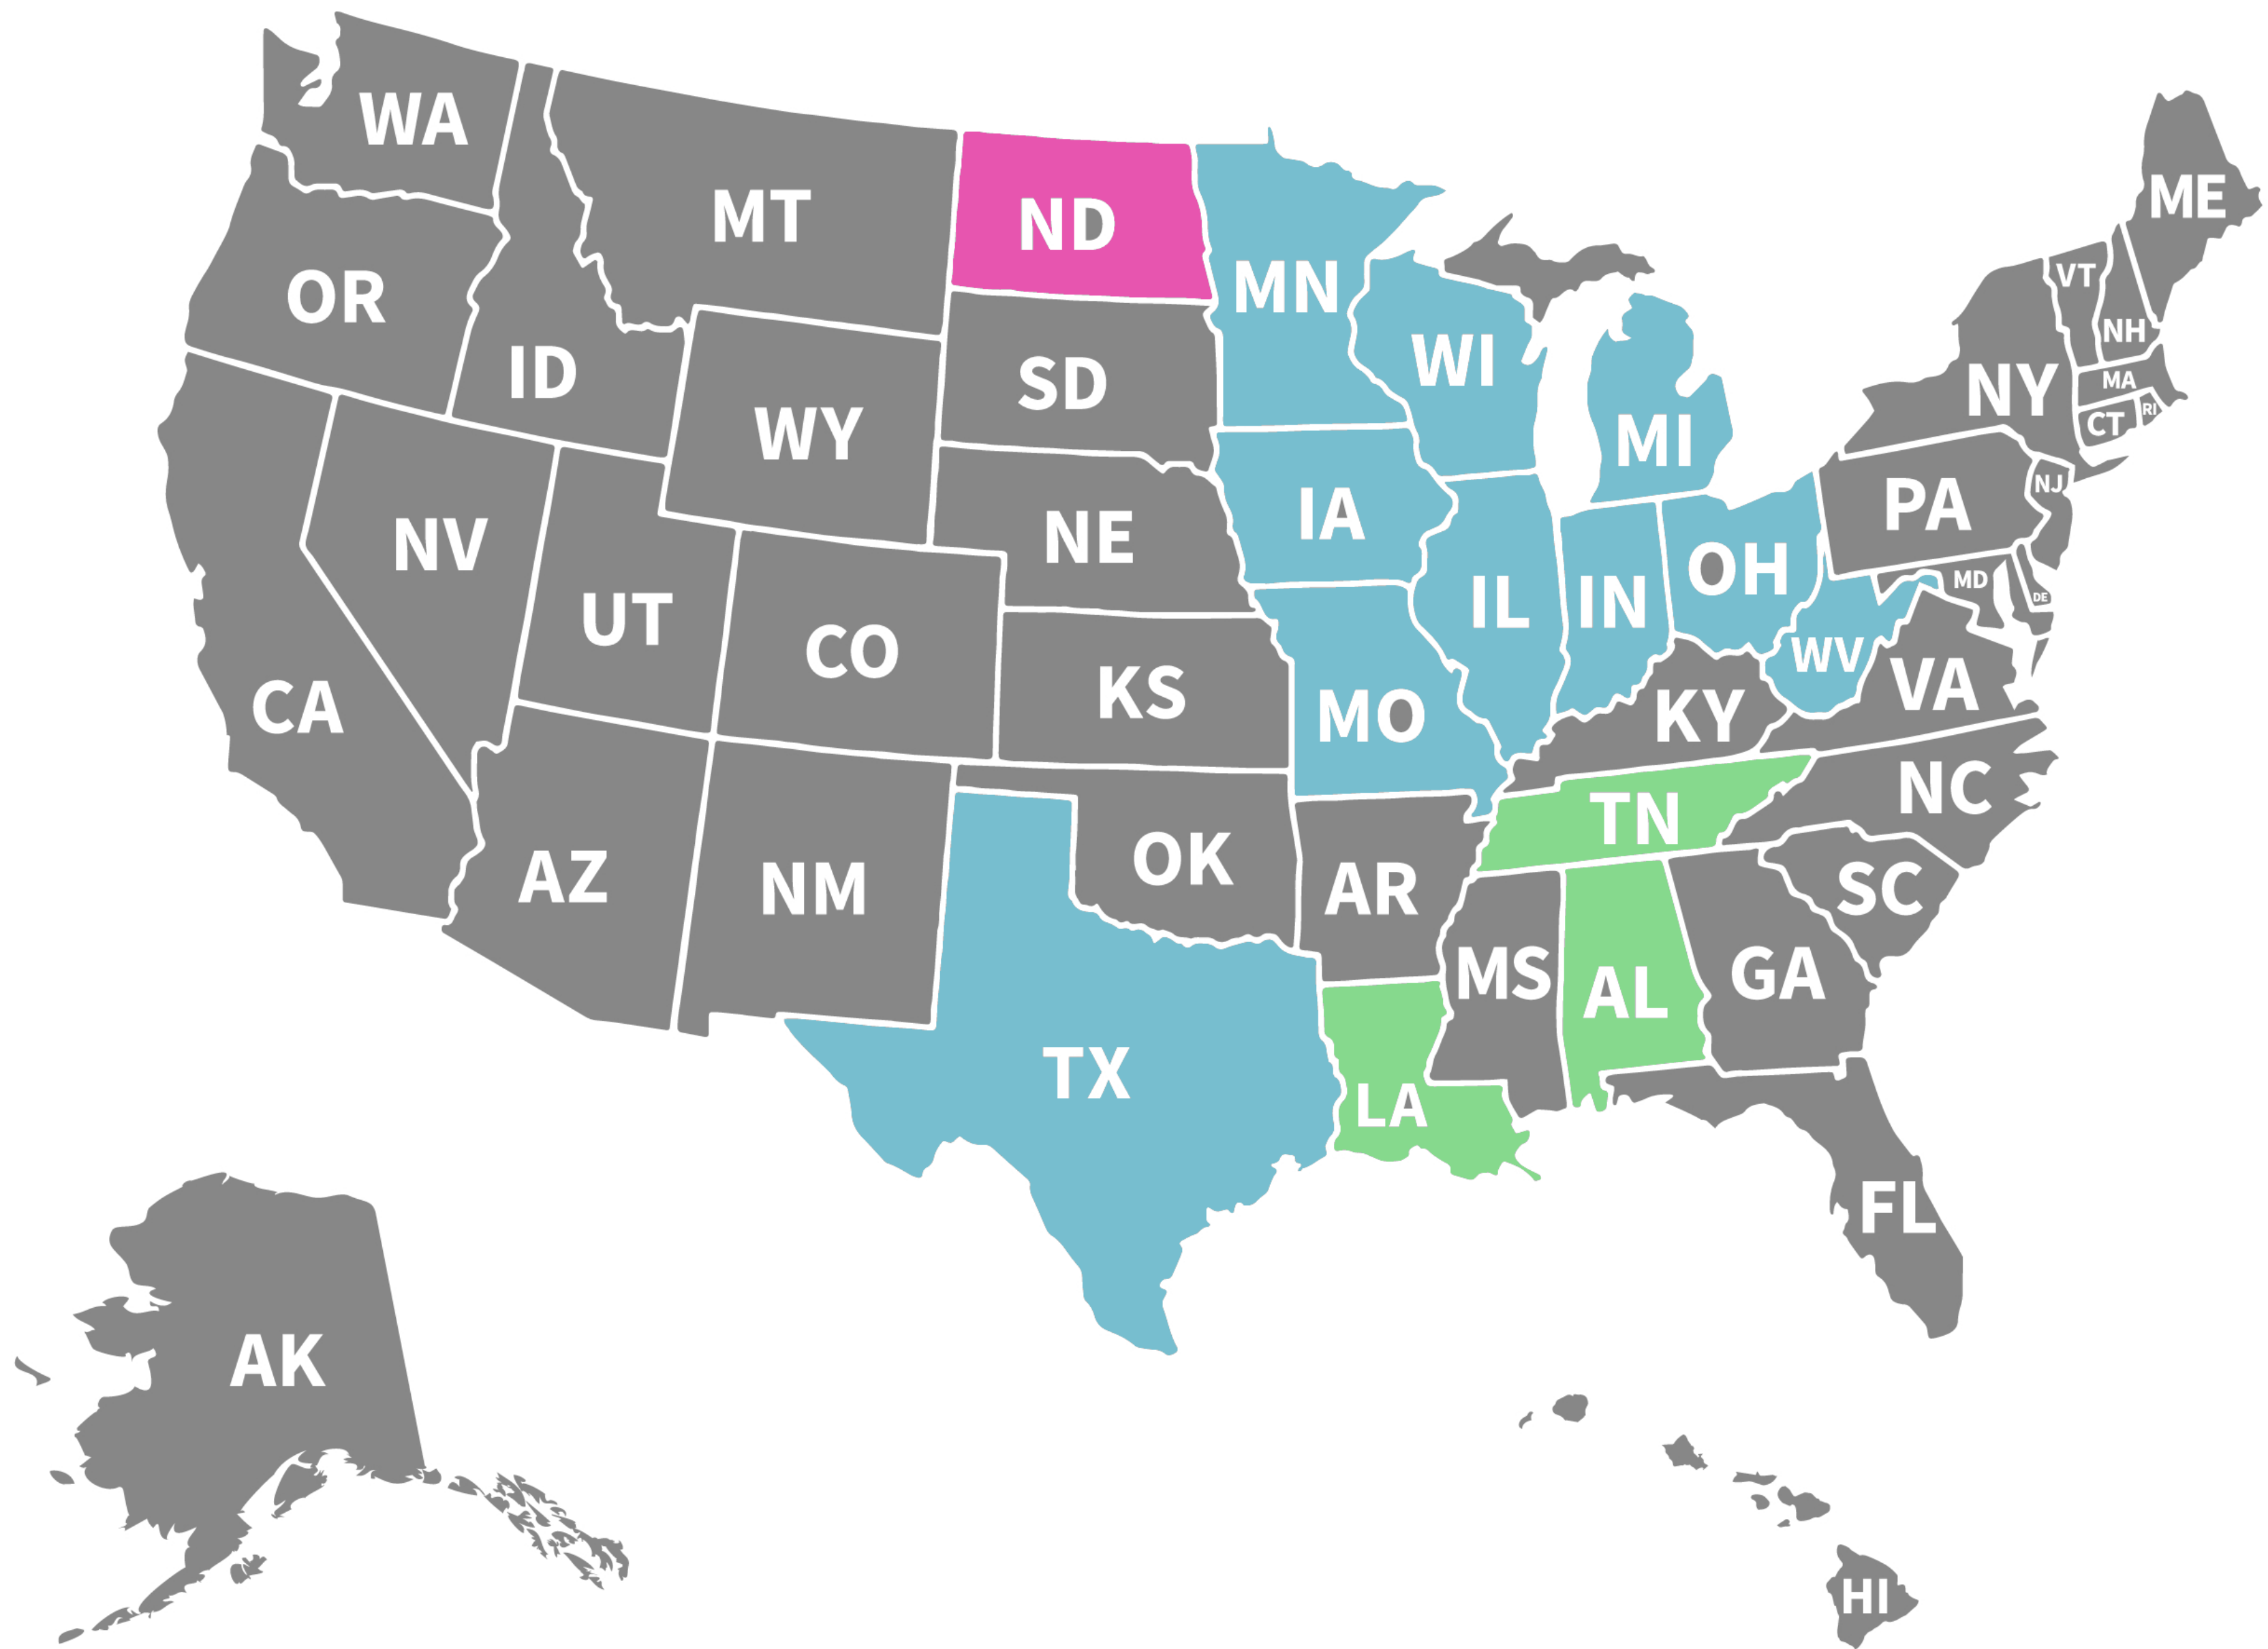 WA
ME
MT
ND
VT
OR
MN
NH
ID
SD
WI
NY
MA
RI
CT
WY
MI
NJ
PA
NV
NE
IA
OH
MD
DE
UT
IL
IN
CO
WV
VA
KS
CA
MO
KY
NC
TN
AZ
NM
OK
AR
SC
MS
AL
GA
TX
LA
FL
AK
HI